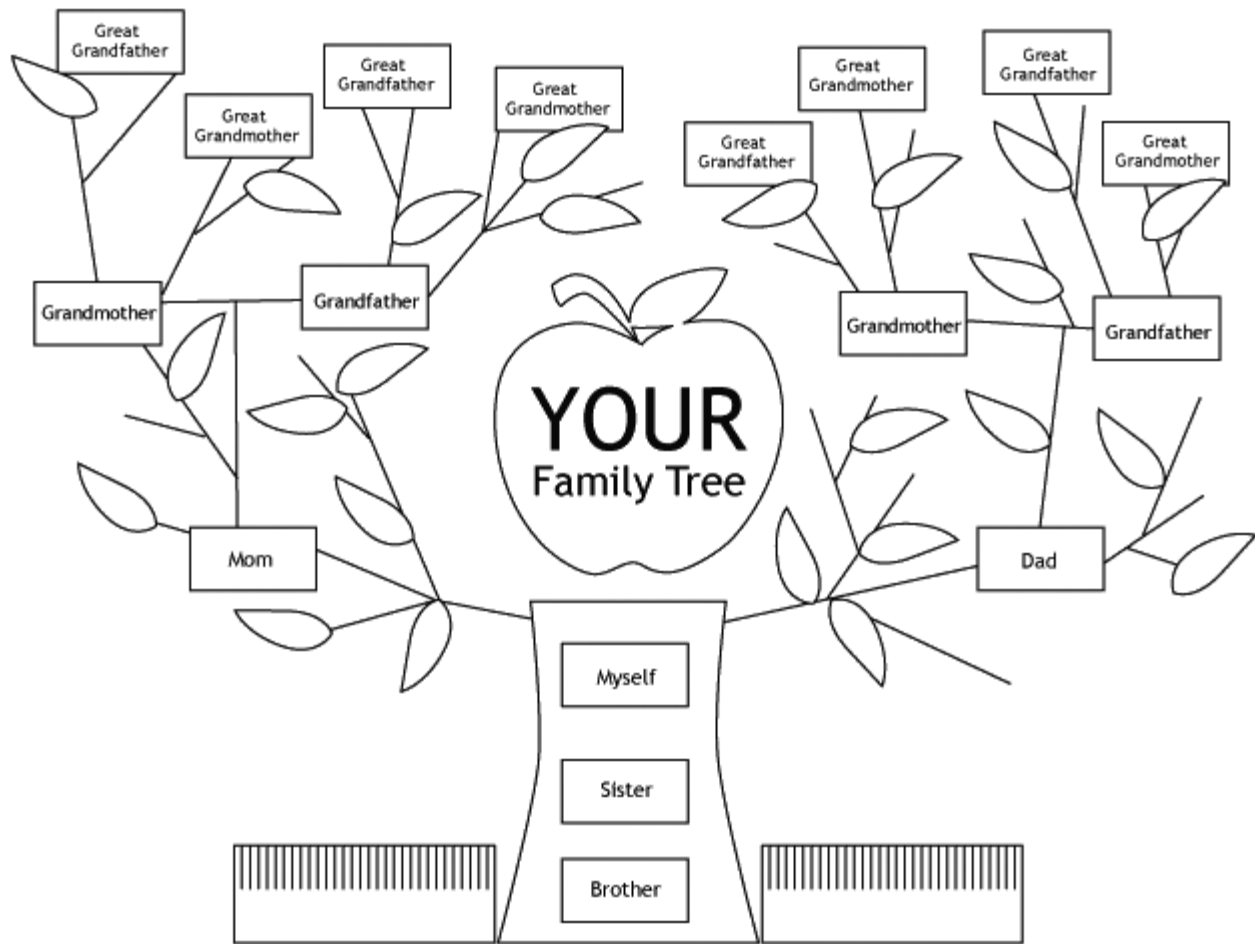 Great
Grandfather
Great
Grandmother
Great
Grandfather
Great
Grandmother
Great
Grandfather
Great
Grandmother
Great
Grandfather
Great
Grandmother
Grandmother
Grandfather
Grandmother
Grandfather
YOUR
Family Tree
Mom
Dad
Myself
Sister
Brother